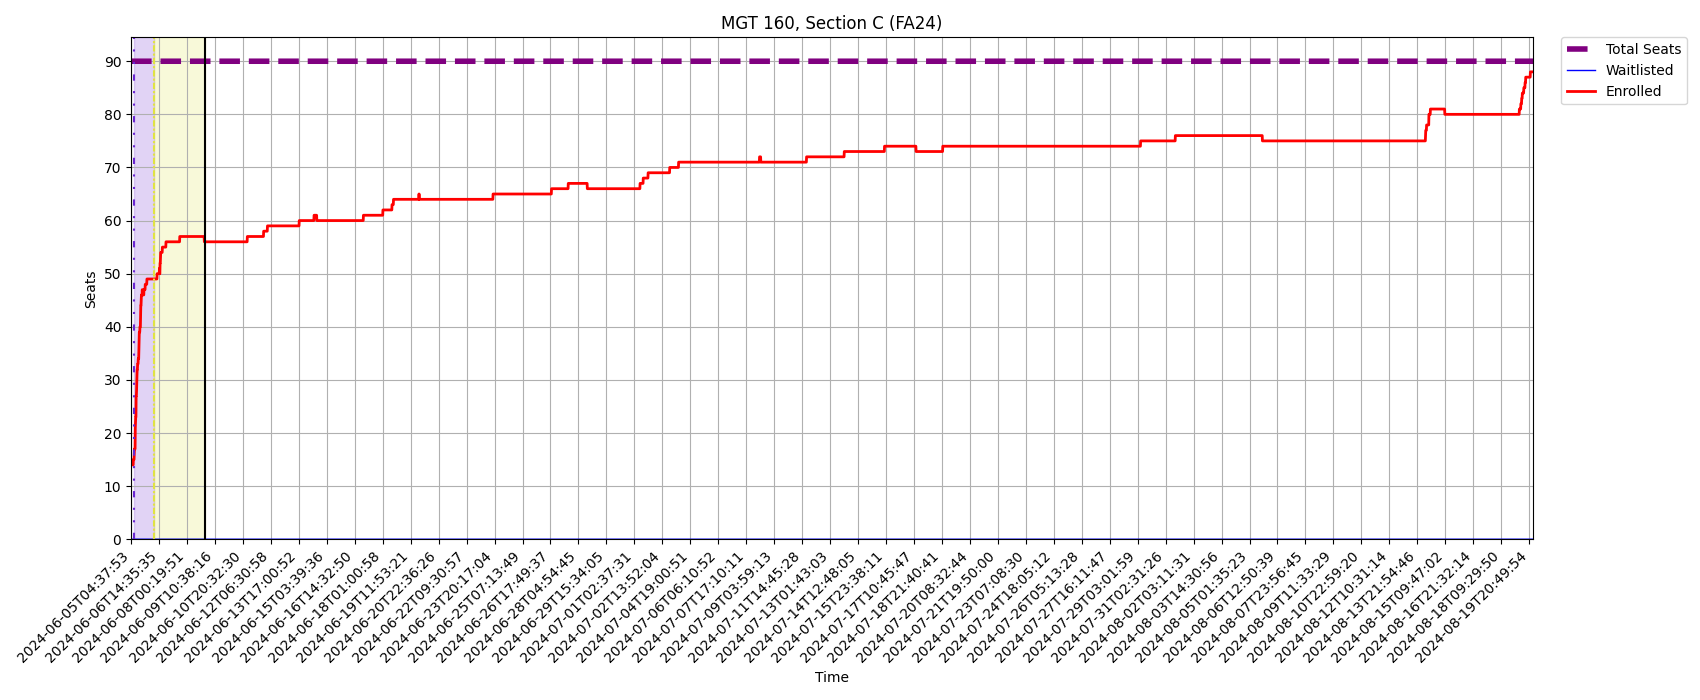 MGT 160, Section C (FA24)
Total Seats
Waitlisted
Enrolled
Seats
90
80
70
60
50
40
30
20
10
0
2024-06-05T04:37:53
2024-06-06T14:35:35
2024-06-08T00:19:51
2024-06-09T10:38:16
2024-06-10T20:32:30
2024-06-12T06:30:58
2024-06-13T17:00:52
2024-06-15T03:39:36
2024-06-16T14:32:50
2024-06-18T01:00:58
2024-06-19T11:53:21
2024-06-20T22:36:26
2024-06-22T09:30:57
2024-06-23T20:17:04
2024-06-25T07:13:49
2024-06-26T17:49:37
2024-06-28T04:54:45
2024-06-29T15:34:05
2024-07-01T02:37:31
2024-07-02T13:52:04
2024-07-04T19:00:51
2024-07-06T06:10:52
2024-07-07T17:10:11
2024-07-09T03:59:13
2024-07-11T14:45:28
2024-07-13T01:43:03
2024-07-14T12:48:05
2024-07-15T23:38:11
2024-07-17T10:45:47
2024-07-18T21:40:41
2024-07-20T08:32:44
2024-07-21T19:50:00
2024-07-23T07:08:30
2024-07-24T18:05:12
2024-07-26T05:13:28
2024-07-27T16:11:47
2024-07-29T03:01:59
2024-07-31T02:31:26
2024-08-02T03:11:31
2024-08-03T14:30:56
2024-08-05T01:35:23
2024-08-06T12:50:39
2024-08-07T23:56:45
2024-08-09T11:33:29
2024-08-10T22:59:20
2024-08-12T10:31:14
2024-08-13T21:54:46
2024-08-15T09:47:02
2024-08-16T21:32:14
2024-08-18T09:29:50
2024-08-19T20:49:54
Time